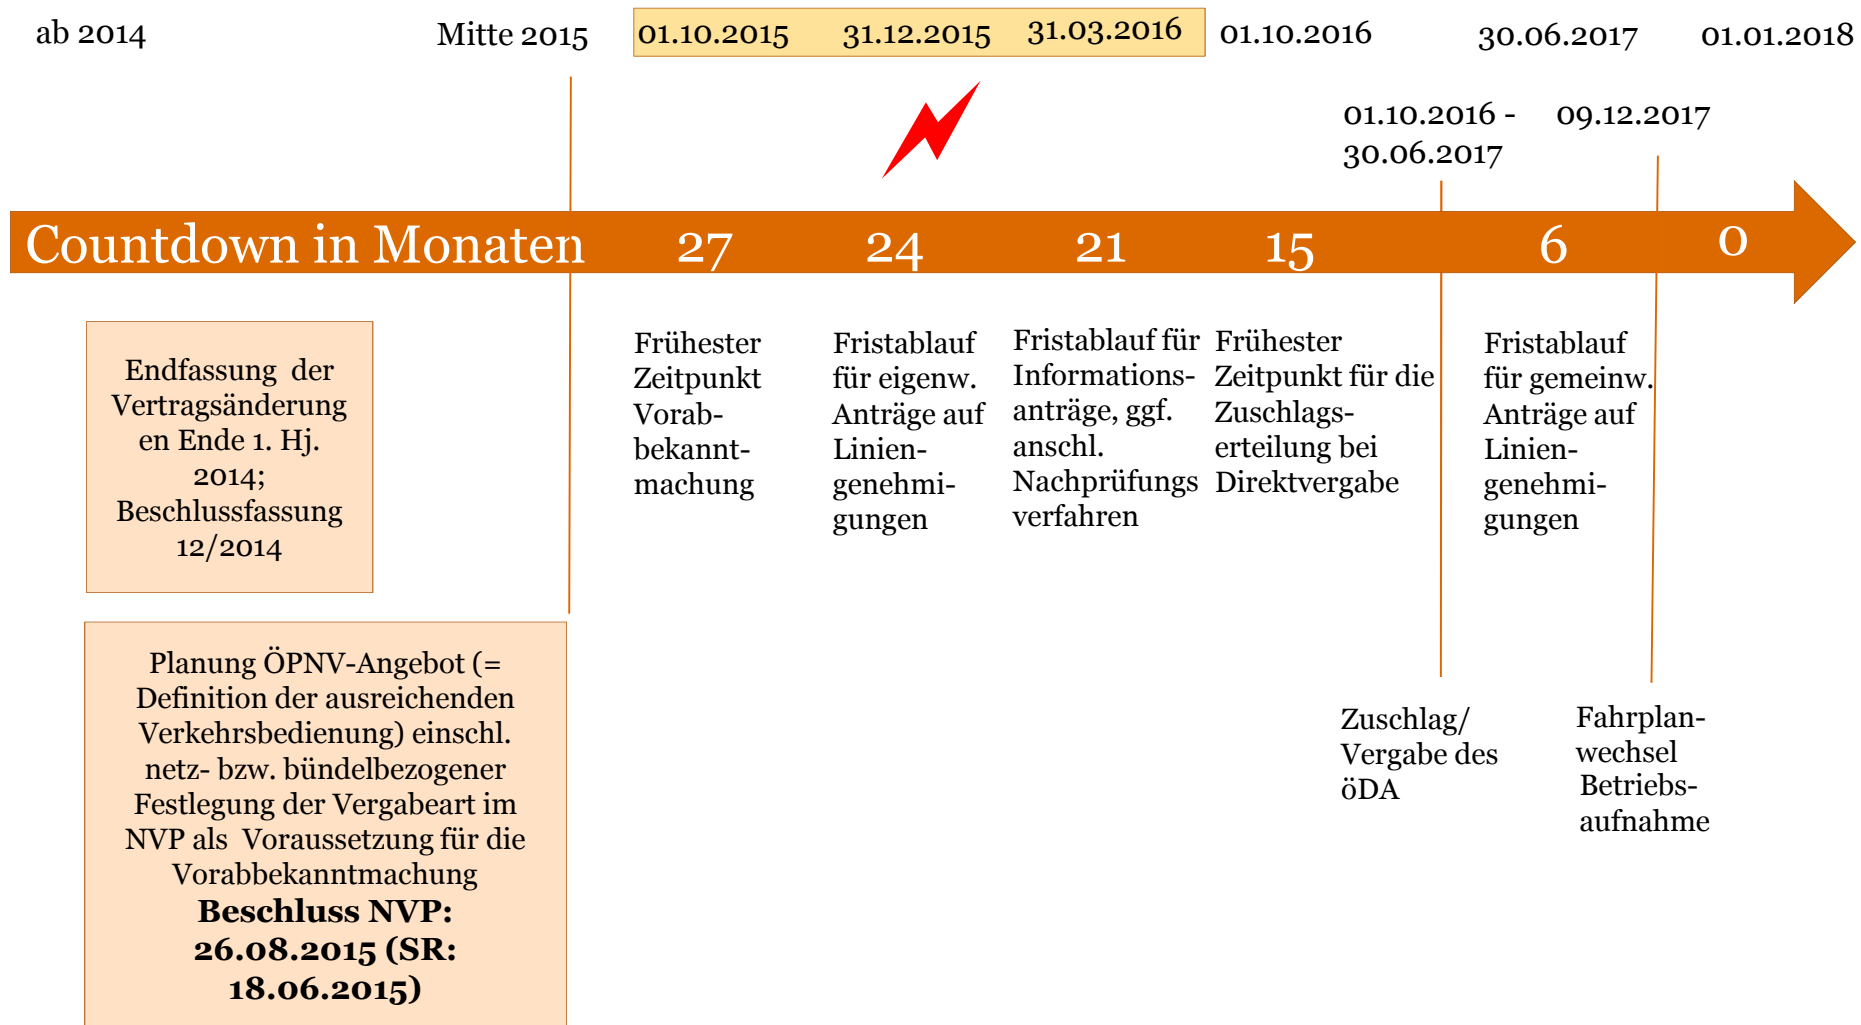 ab 2014
Mitte 2015
01.10.2015
31.12.2015
31.03.2016
01.10.2016
30.06.2017
01.01.2018
01.10.2016 -
30.06.2017
09.12.2017
Countdown in Monaten
27
24
21
15
6
0
Endfassung der
Vertragsänderung
en Ende 1. Hj.
2014;
Beschlussfassung
12/2014
Frühester
Zeitpunkt
Vorab-
bekannt-
machung
Fristablauf
für eigenw.
Anträge auf
Linien-
genehmi-
gungen
Fristablauf für
Informations-
anträge, ggf.
anschl.
Nachprüfungs
verfahren
Frühester
Zeitpunkt für die
Zuschlags-
erteilung bei
Direktvergabe
Fristablauf
für gemeinw.
Anträge auf
Linien-
genehmi-
gungen
Planung ÖPNV-Angebot (=
Definition der ausreichenden
Verkehrsbedienung) einschl.
netz- bzw. bündelbezogener
Festlegung der Vergabeart im
NVP als Voraussetzung für die
Vorabbekanntmachung
Beschluss NVP:
26.08.2015 (SR:
18.06.2015)
Zuschlag/
Vergabe des
öDA
Fahrplan-
wechsel
Betriebs-
aufnahme